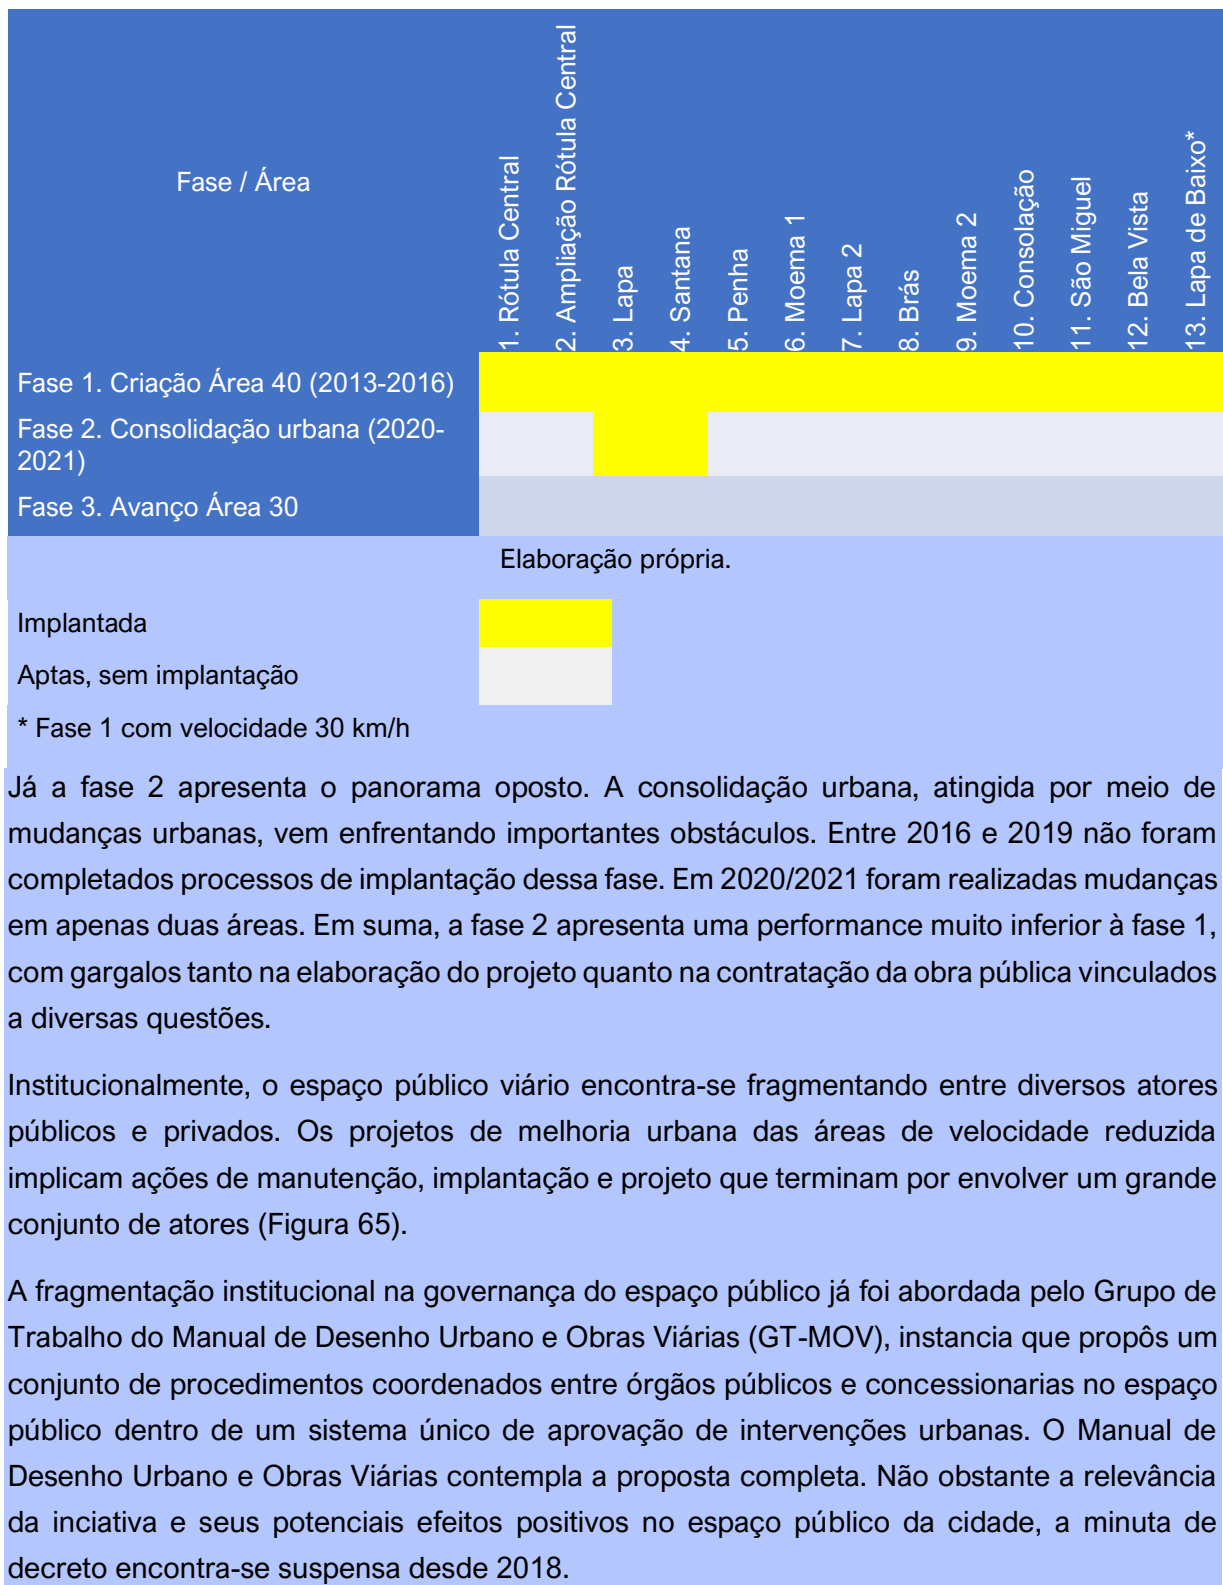 Fase / Área
1. Rótula Central
2. Ampliação Rótula Central
3. Lapa
4. Santana
5. Penha
6. Moema 1
7. Lapa 2
8. Brás
9. Moema 2
10. Consolação
11. São Miguel
12. Bela Vista
13. Lapa de Baixo*
Fase 1. Criação Área 40 (2013-2016)
Fase 2. Consolidação urbana (2020-
2021)
Fase 3. Avanço Área 30
Elaboração própria.
Implantada
Aptas, sem implantação
* Fase 1 com velocidade 30 km/h
Já a fase 2 apresenta o panorama oposto. A consolidação urbana, atingida por meio de
mudanças urbanas, vem enfrentando importantes obstáculos. Entre 2016 e 2019 não foram
completados processos de implantação dessa fase. Em 2020/2021 foram realizadas mudanças
em apenas duas áreas. Em suma, a fase 2 apresenta uma performance muito inferior à fase 1,
com gargalos tanto na elaboração do projeto quanto na contratação da obra pública vinculados
a diversas questões.
Institucionalmente, o espaço público viário encontra-se fragmentando entre diversos atores
públicos e privados. Os projetos de melhoria urbana das áreas de velocidade reduzida
implicam ações de manutenção, implantação e projeto que terminam por envolver um grande
conjunto de atores (Figura 65).
A fragmentação institucional na governança do espaço público já foi abordada pelo Grupo de
Trabalho do Manual de Desenho Urbano e Obras Viárias (GT-MOV), instancia que propôs um
conjunto de procedimentos coordenados entre órgãos públicos e concessionarias no espaço
público dentro de um sistema único de aprovação de intervenções urbanas. O Manual de
Desenho Urbano e Obras Viárias contempla a proposta completa. Não obstante a relevância
da inciativa e seus potenciais efeitos positivos no espaço público da cidade, a minuta de
decreto encontra-se suspensa desde 2018.